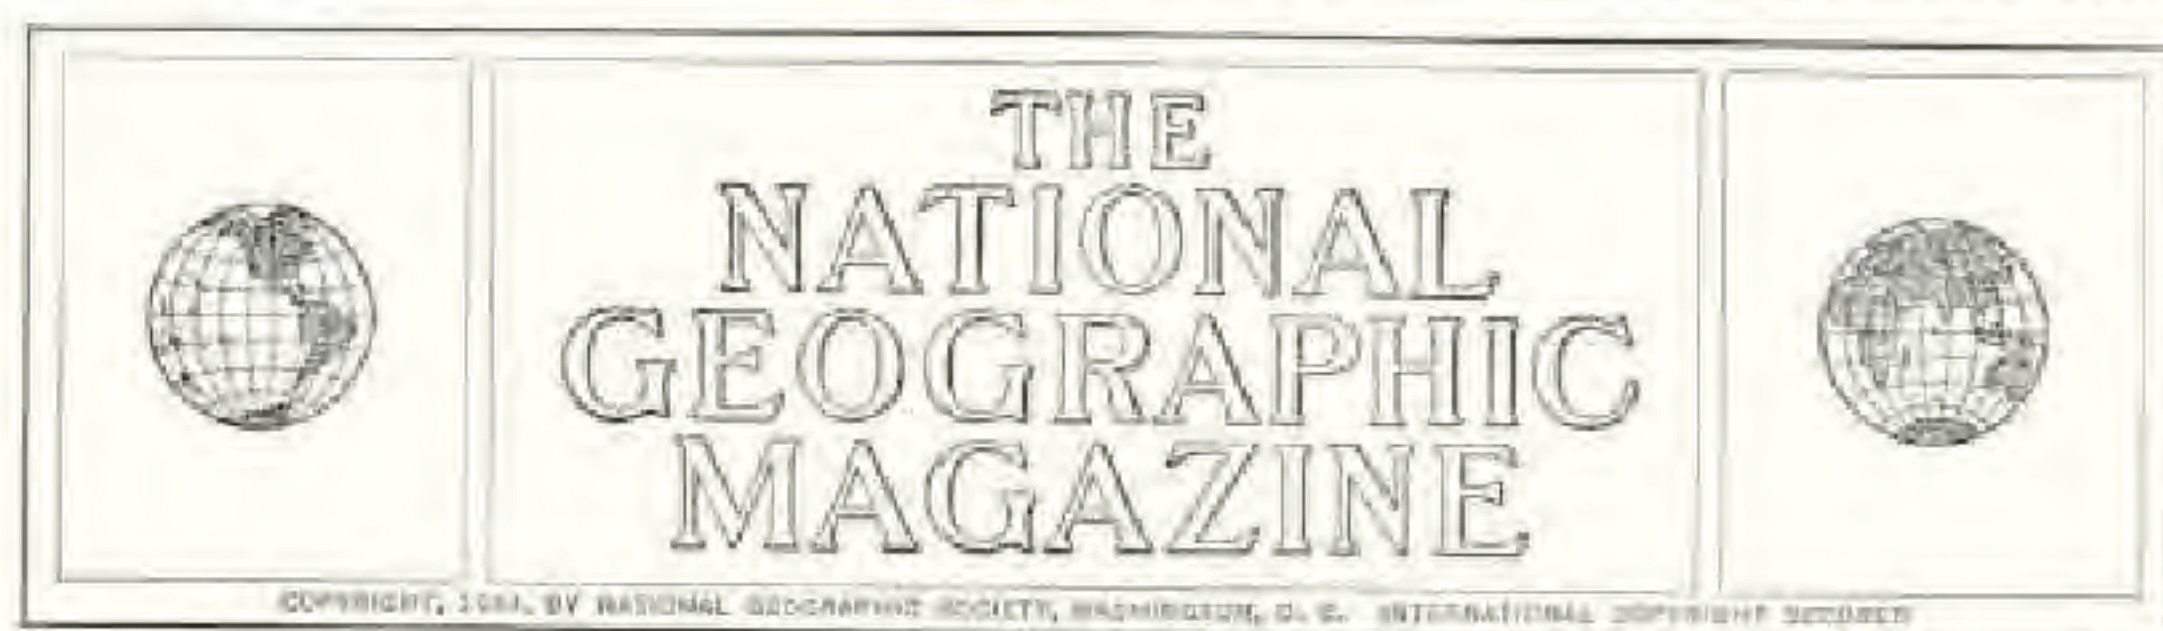 THE
NATIONAL
GEOGRAPHIC
MAGAZINE
COPYRIGHT, BY NATIONAL GEOGRAPHIC SOCIETY, WASHINGTON, D. C. INTERNATIONAL COPYRIGHT SECURED